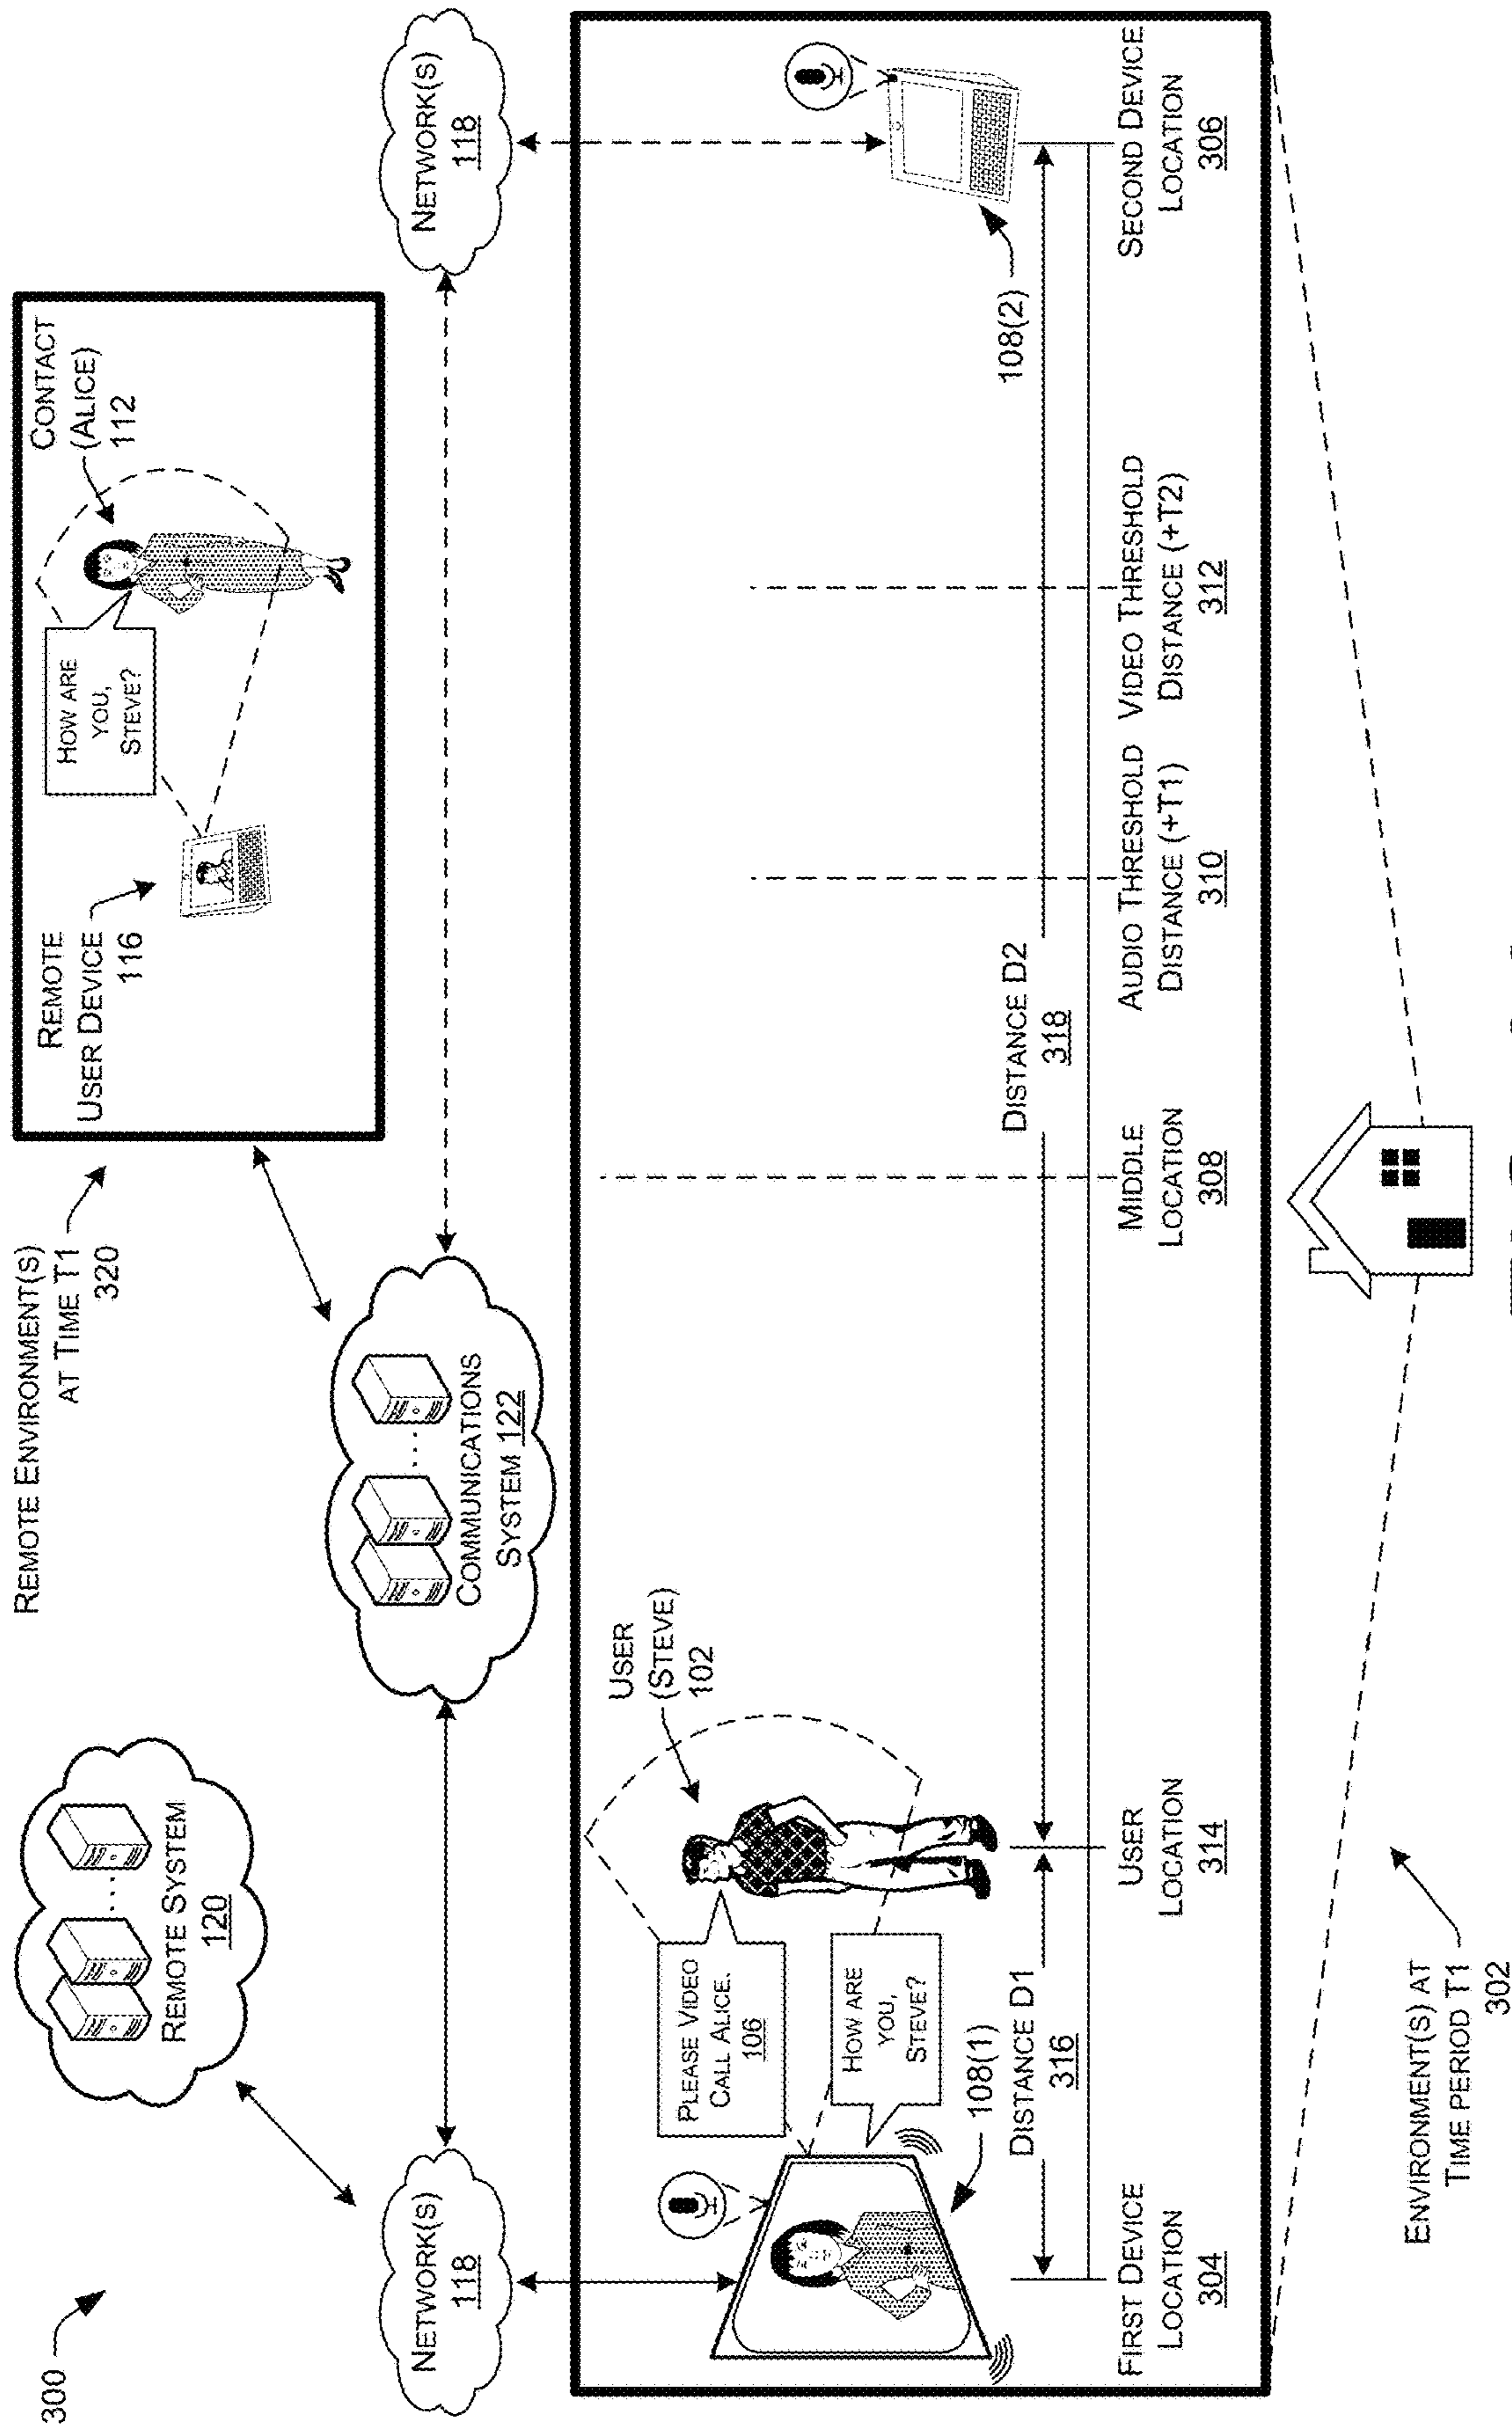 300
REMOTE SYSTEM
120
REMOTE ENVIRONMENT(S)
AT TIME T1
320
REMOTE
USER DEVICE
116
HOW ARE
YOU,
STEVE?
CONTACT
(ALICE)
112
NETWORK(S)
118
COMMUNICATIONS
SYSTEM 122
NETWORK(S)
118
USER
(STEVE)
102
PLEASE VIDEO
CALL ALICE.
106
HOW ARE
YOU,
STEVE?
108(1)
DISTANCE D1
316
DISTANCE D2
318
108(2)
FIRST DEVICE
LOCATION
304
USER
LOCATION
314
MIDDLE
LOCATION
308
AUDIO THRESHOLD
DISTANCE (+T1)
310
VIDEO THRESHOLD
DISTANCE (+T2)
312
SECOND DEVICE
LOCATION
306
ENVIRONMENT(S) AT
TIME PERIOD T1
302